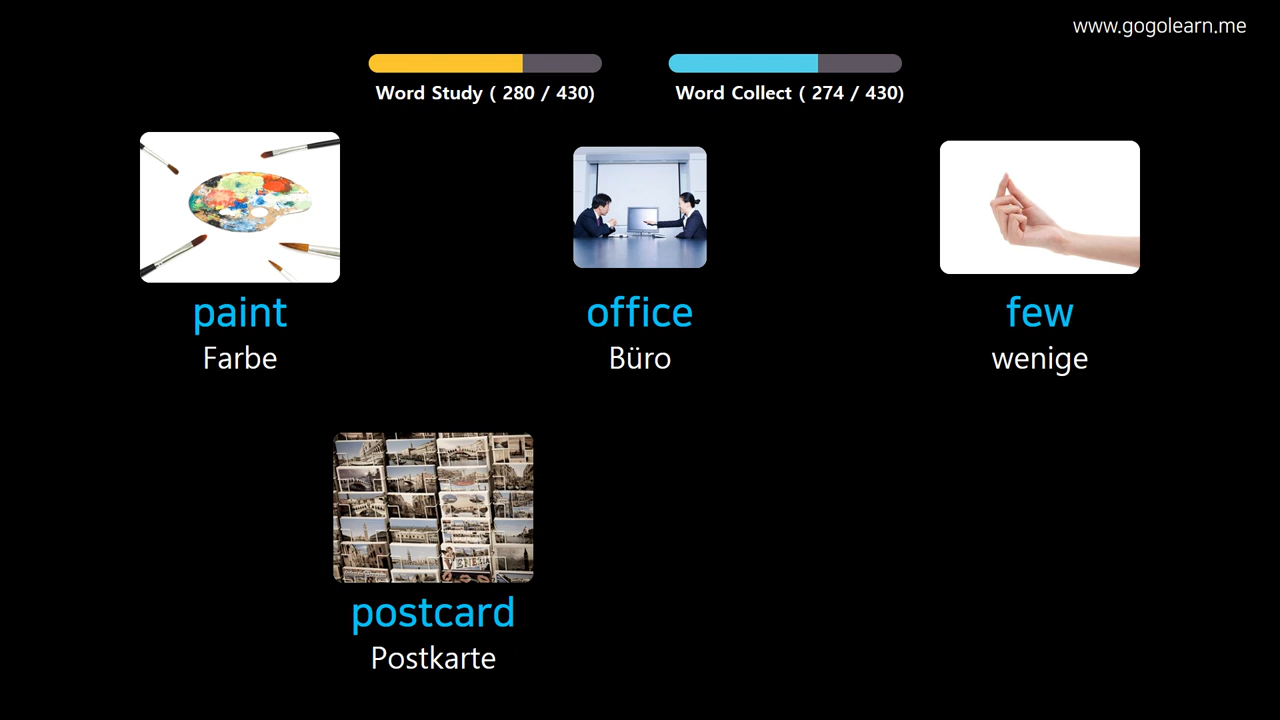 www.gogolearn.me
Word Study ( 280 / 430)
Word Collect ( 274 / 430)
paint
Farbe
office
Büro
few
wenige
VENEZIA
postcard
Postkarte